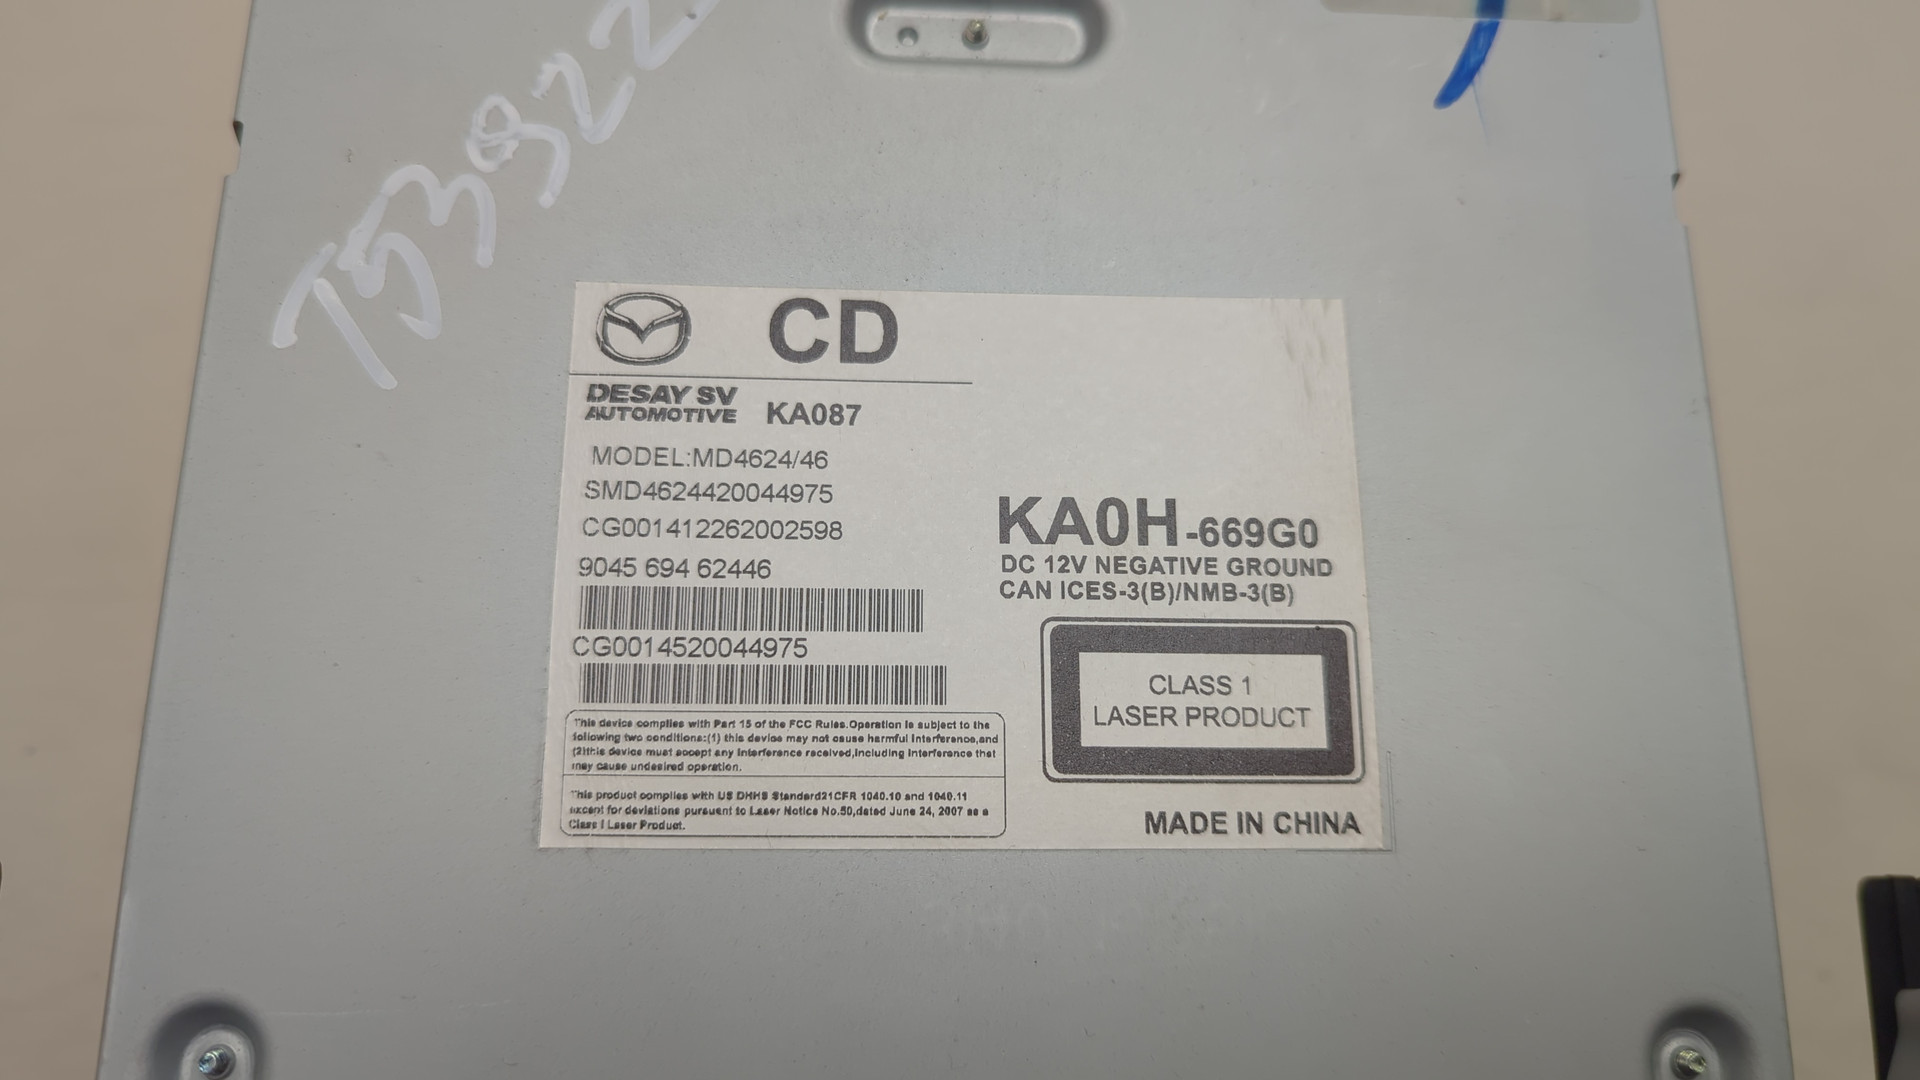 T53922
CD
DESAY SV
AUTOMOTIVE KA087
MODEL:MD4624/46
SMD4624420044975
CG001412262002598
9045 694 62446
CG0014520044975
KA0H-669G0
DC 12V NEGATIVE GROUND
CAN ICES-3(B)/NMB-3(B)
CLASS 1
LASER PRODUCT
This device complies with Part 15 of the FCC Rules.Operation is subject to the
following two conditions:(1) this device may not cause harmful interference,and
(2)this device must accept any interference received,including interference that
may cause undesired operation.
This product complies with US DHHS Standard21CFR 1040.10 and 1040.11
except for deviations pursuant to Laser Notice No.50,dated June 24, 2007 as a
Class I Laser Product.
MADE IN CHINA